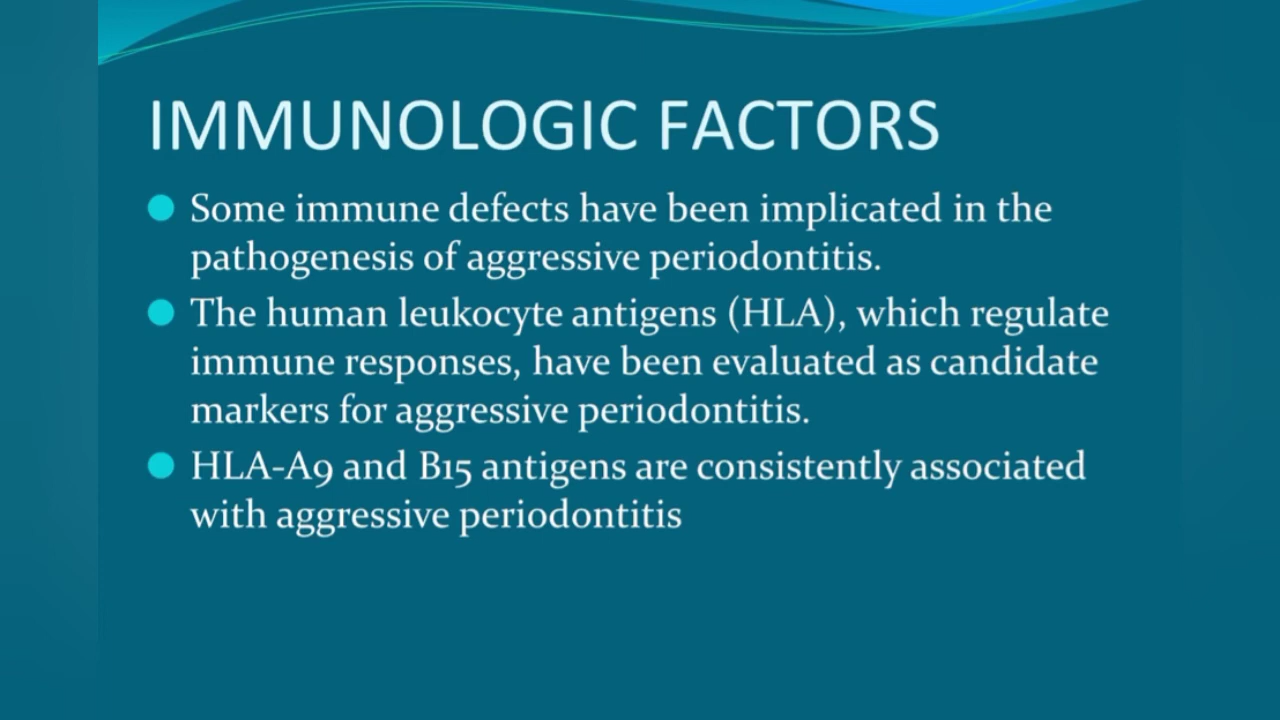 IMMUNOLOGIC FACTORS
Some immune defects have been implicated in the
pathogenesis of aggressive periodontitis.
The human leukocyte antigens (HLA), which regulate
immune responses, have been evaluated as candidate
markers for aggressive periodontitis.
HLA-A9 and B15 antigens are consistently associated
with aggressive periodontitis